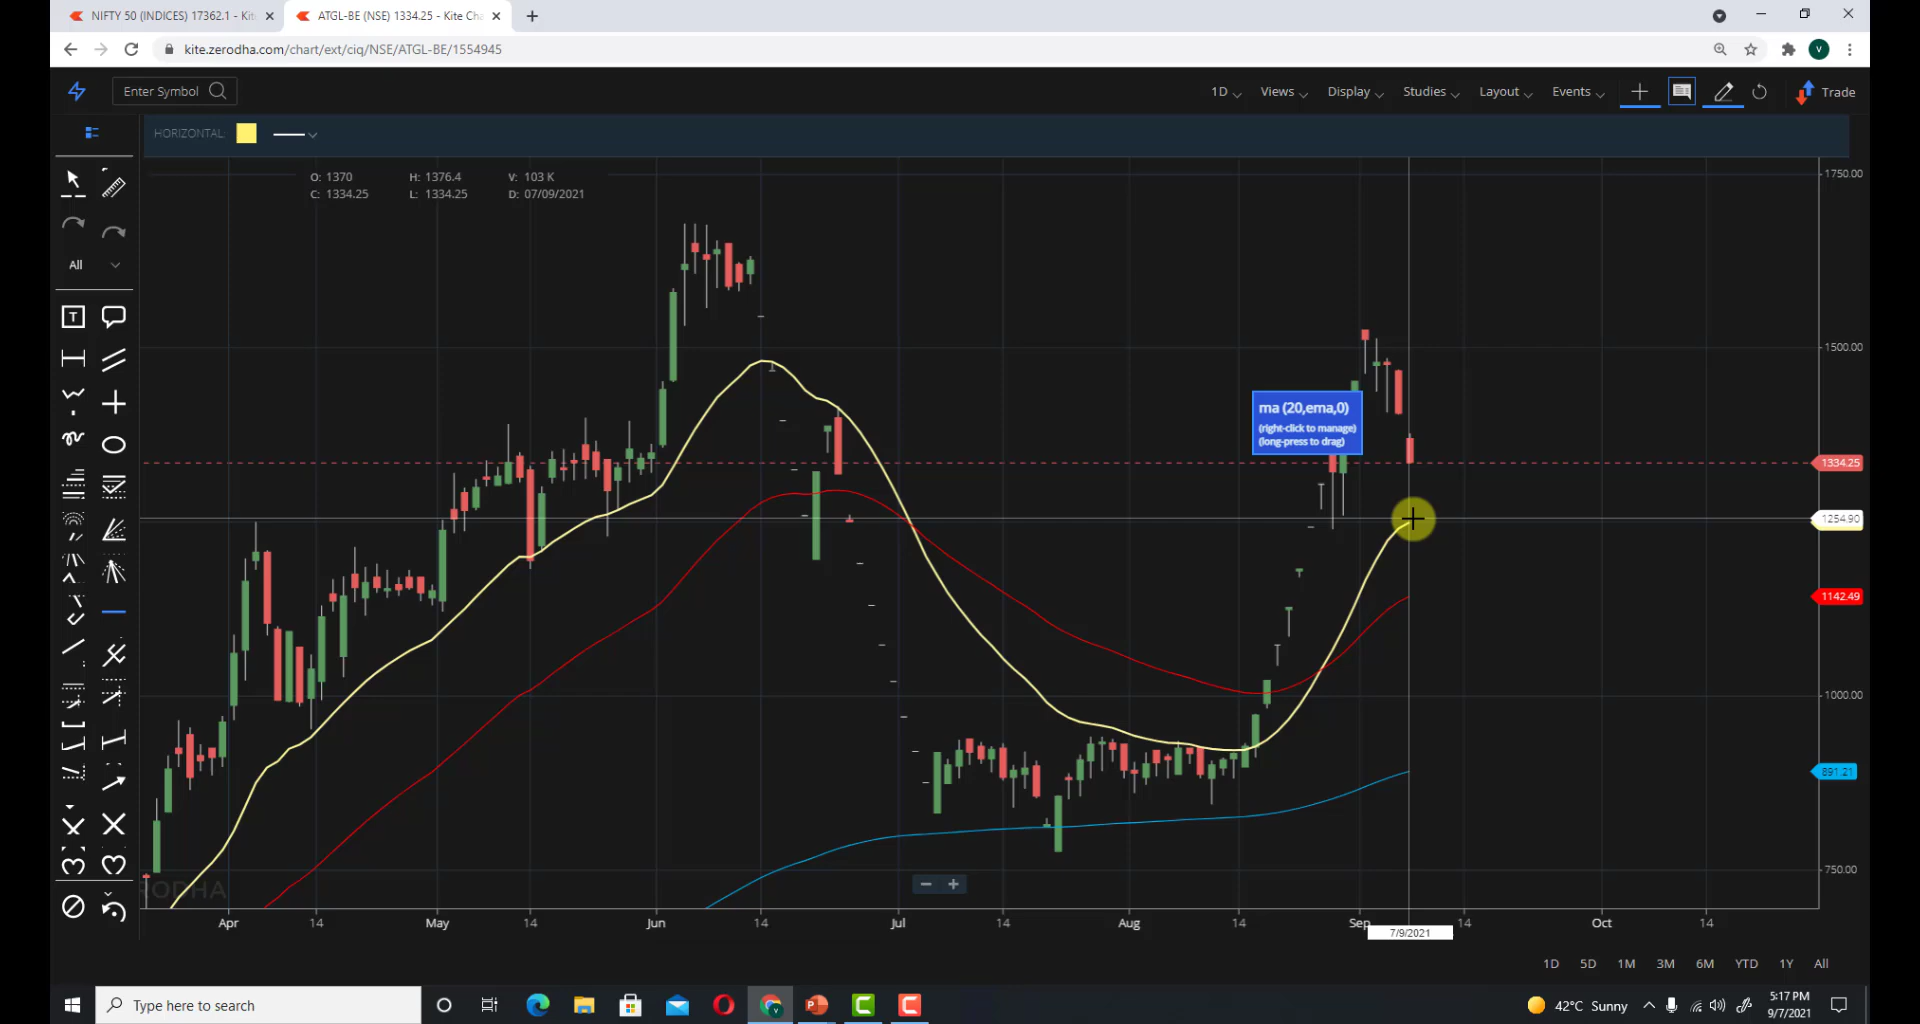 NIFTY 50 (INDICES) 17362.1 - Kit
ATGL-BE (NSE) 1334.25 - Kite Cha
kite.zerodha.com/chart/ext/ciq/NSE/ATGL-BE/1554945
V
Enter Symbol
1D
Views
Display
Studies
Layout
Events
Trade
HORIZONTAL:
O: 1370
H: 1376.4
V: 103 K
C: 1334.25
L: 1334.25
D: 07/09/2021
All
T
1750.00
1500.00
ma (20,ema,0)
(right-click to manage)
(long-press to drag)
1334.25
1254.90
1142.49
1000.00
891.21
750.00
RODHA
Apr
14
May
14
Jun
14
Jul
14
Aug
14
Sep
14
Oct
14
7/9/2021
1D
5D
1M
3M
6M
YTD
1Y
All
Type here to search
42°C Sunny
5:17 PM
9/7/2021